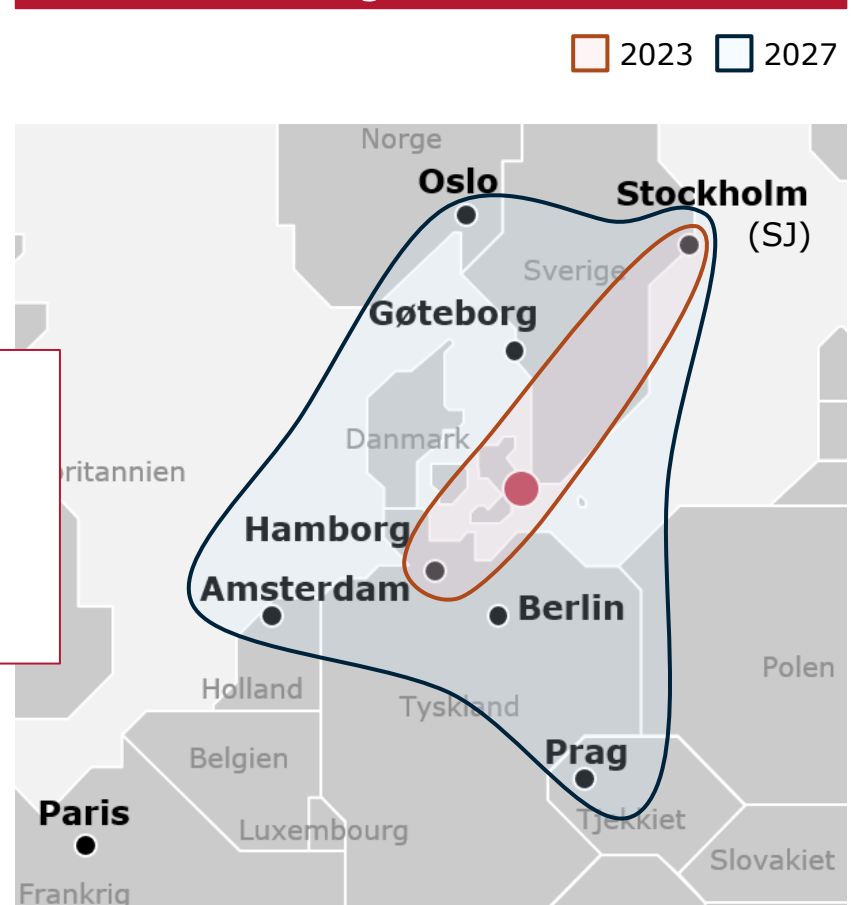 2023 2027
Norge
Oslo
Stockholm
(SJ)
Sverige
Gøteborg
Danmark
britannien
Hamborg
Amsterdam
Berlin
Polen
Holland
Tyskland
Prag
Belgien
Paris
Luxembourg
Tjekkiet
Slovakiet
Frankrig